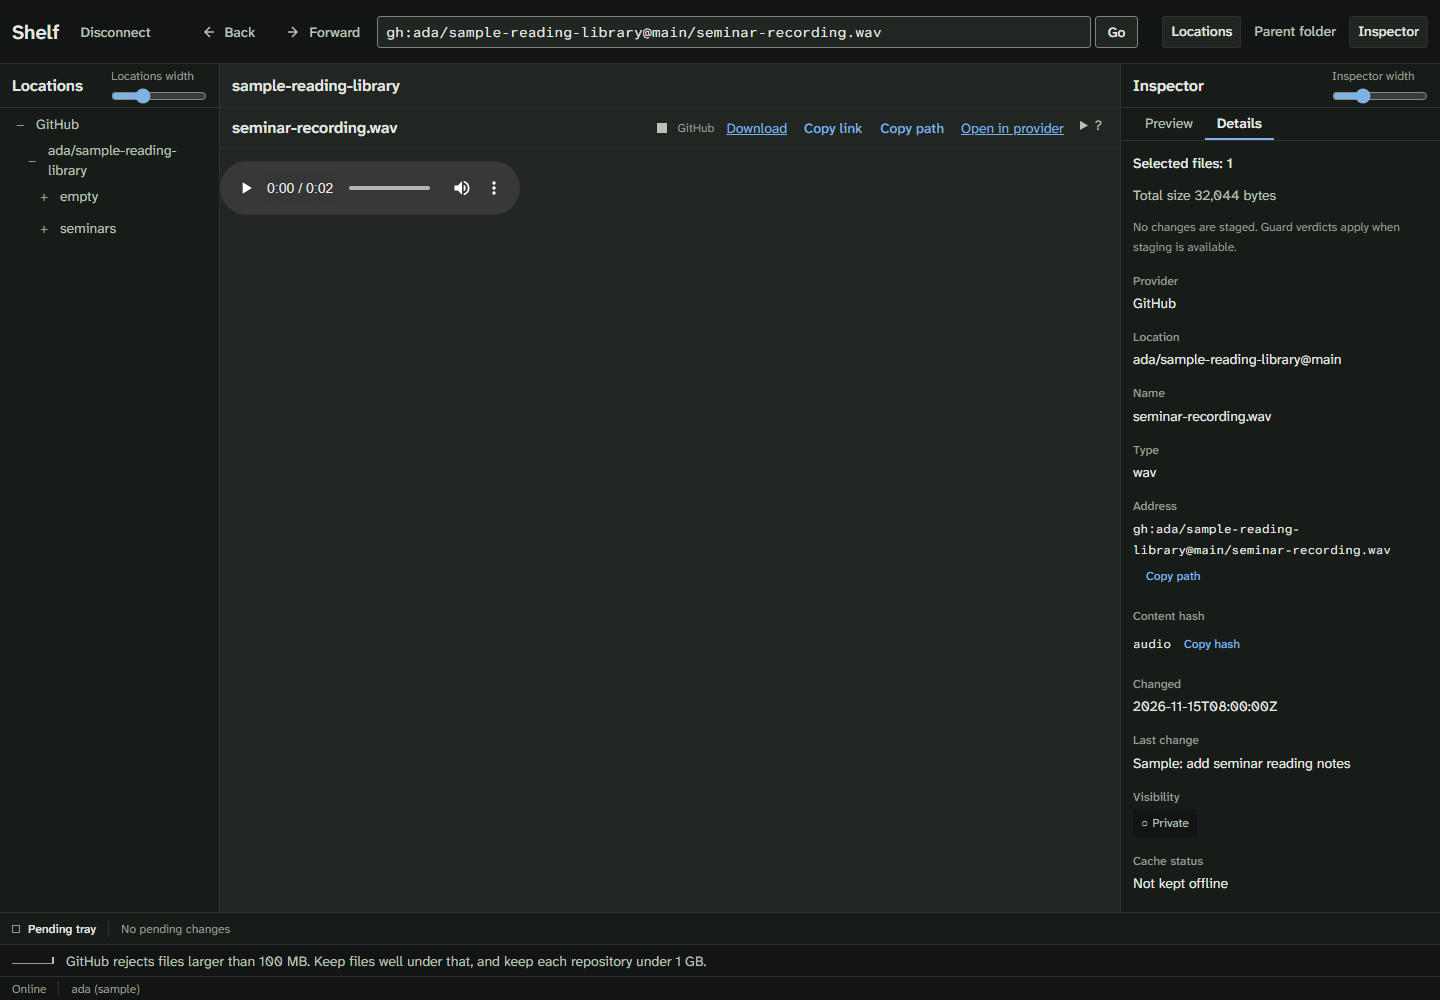 Shelf
Disconnect
Back
Forward
gh:ada/sample-reading-library@main/seminar-recording.wav
Go
Locations
Parent folder
Inspector
Locations
Locations width
GitHub
ada/sample-reading-
library
empty
seminars
sample-reading-library
seminar-recording.wav
GitHub
Download
Copy link
Copy path
Open in provider
?
0:00 / 0:02
Inspector
Inspector width
Preview
Details
Selected files: 1
Total size 32,044 bytes
No changes are staged. Guard verdicts apply when
staging is available.
Provider
GitHub
Location
ada/sample-reading-library@main
Name
seminar-recording.wav
Type
wav
Address
gh:ada/sample-reading-
library@main/seminar-recording.wav
Copy path
Content hash
audio
Copy hash
Changed
2026-11-15T08:00:00Z
Last change
Sample: add seminar reading notes
Visibility
Private
Cache status
Not kept offline
Pending tray
No pending changes
GitHub rejects files larger than 100 MB. Keep files well under that, and keep each repository under 1 GB.
Online
ada (sample)